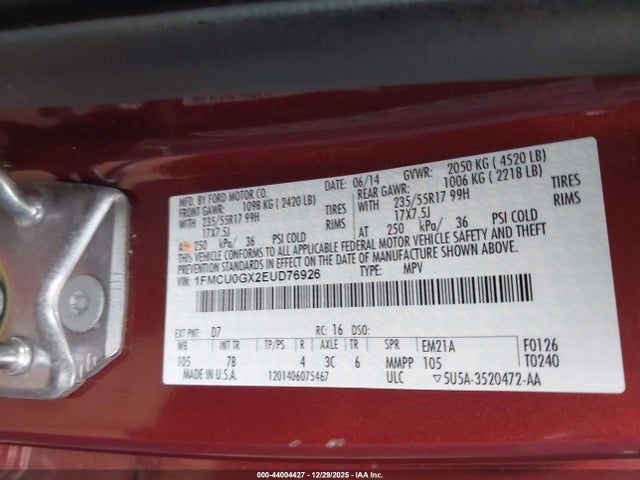 MFD. BY FORD MOTOR CO. DATE: 06/14 GVWR: 2050 KG ( 4520 LB)
FRONT GAWR: 1098 KG ( 2420 LB) REAR GAWR: 1006 KG ( 2218 LB)
WITH 235/55R17 99H TIRES WITH 235/55R17 99H TIRES
17X7.5J RIMS 17X7.5J RIMS
AT 250 kPa/ 36 PSI COLD AT 250 kPa/ 36 PSI COLD
THIS VEHICLE CONFORMS TO ALL APPLICABLE FEDERAL MOTOR VEHICLE SAFETY AND THEFT
PREVENTION STANDARDS IN EFFECT ON THE DATE OF MANUFACTURE SHOWN ABOVE.
VIN: 1FMCU0GX2EUD76926 TYPE: MPV
EXT PNT: D7 RC: 16 DSO: F0126
WB INT TR TP/PS R AXLE TR SPR EM21A T0240
105 7B 4 3C 6 MMPP 105
MADE IN U.S.A. 1201406075467 ULC ▽5U5A-3520472-AA
000-44004427 - 12/29/2025 - IAAI.com